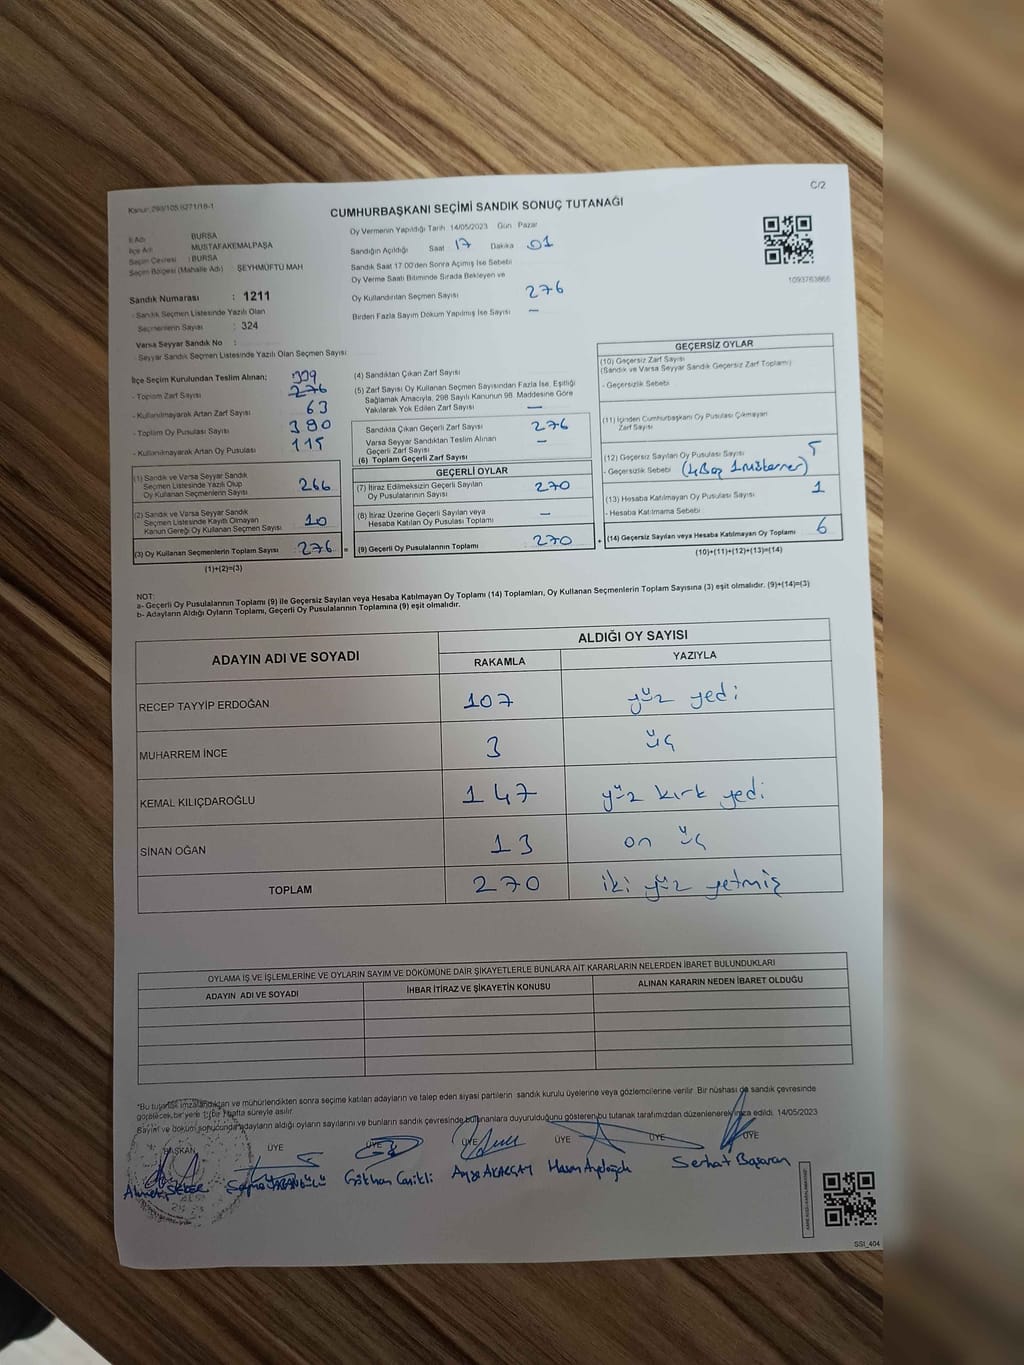 C/2
Kanun: 298/105,6271/18-1
CUMHURBAŞKANI SEÇİMİ SANDIK SONUÇ TUTANAĞI
İl Adı : BURSA
İlçe Adı : MUSTAFAKEMALPAŞA
Seçim Çevresi : BURSA
Seçim Bölgesi (Mahalle Adı) : ŞEYHMÜFTÜ MAH
Sandık Numarası : 1211
- Sandık Seçmen Listesinde Yazılı Olan
Seçmenlerin Sayısı : 324
Varsa Seyyar Sandık No :
- Seyyar Sandık Seçmen Listesinde Yazılı Olan Seçmen Sayısı
Oy Vermenin Yapıldığı Tarih 14/05/2023 Gün Pazar
Sandığın Açıldığı Saat 17 Dakika 01
Sandık Saat 17:00'den Sonra Açılmış İse Sebebi
Oy Verme Saati Bitiminde Sırada Bekleyen ve
Oy Kullandırılan Seçmen Sayısı 276
Birden Fazla Sayım Döküm Yapılmış İse Sayısı —
1093763866
İlçe Seçim Kurulundan Teslim Alınan; 339
- Toplam Zarf Sayısı 276
- Kullanılmayarak Artan Zarf Sayısı 63
- Toplam Oy Pusulası Sayısı 390
- Kullanılmayarak Artan Oy Pusulası 115
(1) Sandık ve Varsa Seyyar Sandık
Seçmen Listesinde Yazılı Olup
Oy Kullanan Seçmenlerin Sayısı 266
(2) Sandık ve Varsa Seyyar Sandık
Seçmen Listesinde Kayıtlı Olmayan
Kanun Gereği Oy Kullanan Seçmen Sayısı 10
(3) Oy Kullanan Seçmenlerin Toplam Sayısı 276 =
(1)+(2)=(3)
(4) Sandıktan Çıkan Zarf Sayısı
(5) Zarf Sayısı Oy Kullanan Seçmen Sayısından Fazla İse, Eşitliği
Sağlamak Amacıyla, 298 Sayılı Kanunun 98. Maddesine Göre
Yakılarak Yok Edilen Zarf Sayısı —
Sandıkta Çıkan Geçerli Zarf Sayısı 276
Varsa Seyyar Sandıktan Teslim Alınan
Geçerli Zarf Sayısı —
(6) Toplam Geçerli Zarf Sayısı
GEÇERLİ OYLAR
(7) İtiraz Edilmeksizin Geçerli Sayılan
Oy Pusulalarının Sayısı 270
(8) İtiraz Üzerine Geçerli Sayılan veya
Hesaba Katılan Oy Pusulası Toplamı —
(9) Geçerli Oy Pusulalarının Toplamı 270 +
GEÇERSİZ OYLAR
(10) Geçersiz Zarf Sayısı
(Sandık ve Varsa Seyyar Sandık Geçersiz Zarf Toplamı)
- Geçersizlik Sebebi
(11) İçinden Cumhurbaşkanı Oy Pusulası Çıkmayan
Zarf Sayısı
(12) Geçersiz Sayılan Oy Pusulası Sayısı 5
- Geçersizlik Sebebi (4 Boş 1 Mükerrer)
(13) Hesaba Katılmayan Oy Pusulası Sayısı 1
- Hesaba Katılmama Sebebi
(14) Geçersiz Sayılan veya Hesaba Katılmayan Oy Toplamı 6
(10)+(11)+(12)+(13)=(14)
NOT:
a- Geçerli Oy Pusulalarının Toplamı (9) ile Geçersiz Sayılan veya Hesaba Katılmayan Oy Toplamı (14) Toplamları, Oy Kullanan Seçmenlerin Toplam Sayısına (3) eşit olmalıdır. (9)+(14)=(3)
b- Adayların Aldığı Oyların Toplamı, Geçerli Oy Pusulalarının Toplamına (9) eşit olmalıdır.
ADAYIN ADI VE SOYADI ALDIĞI OY SAYISI
RAKAMLA YAZIYLA
RECEP TAYYİP ERDOĞAN 107 yüz yedi
MUHARREM İNCE 3 üç
KEMAL KILIÇDAROĞLU 147 yüz kırk yedi
SİNAN OĞAN 13 on üç
TOPLAM 270 iki yüz yetmiş
OYLAMA İŞ VE İŞLEMLERİNE VE OYLARIN SAYIM VE DÖKÜMÜNE DAİR ŞİKAYETLERLE BUNLARA AİT KARARLARIN NELERDEN İBARET BULUNDUKLARI
ADAYIN ADI VE SOYADI İHBAR İTİRAZ VE ŞİKAYETİN KONUSU ALINAN KARARIN NEDEN İBARET OLDUĞU
"Bu tutanak imzalandıktan ve mühürlendikten sonra seçime katılan adayların ve talep eden siyasi partilerin sandık kurulu üyelerine veya gözlemcilerine verilir. Bir nüshası da sandık çevresinde
görülecek bir yere 1 (bir) hafta süreyle asılır.
Sayım ve döküm sonucunda adayların aldığı oyların sayılarını ve bunların sandık çevresinde bulunanlara duyurulduğunu gösteren bu tutanak tarafımızdan düzenlenerek imza edildi. 14/05/2023
BAŞKAN ÜYE ÜYE ÜYE ÜYE ÜYE ÜYE
Ahmet ŞEKER Gökhan Canikli Ayşe AKAKÇAY Serhat Başaran
SSI_404